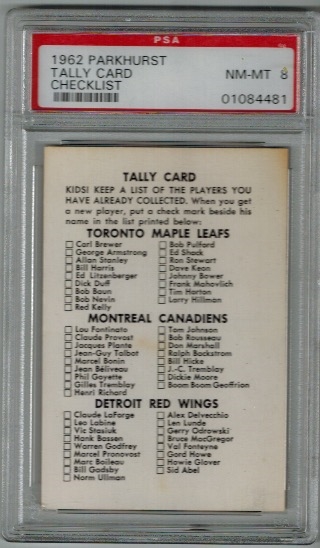 PSA
1962 PARKHURST
TALLY CARD NM-MT 8
CHECKLIST
01084481
TALLY CARD
KIDS! KEEP A LIST OF THE PLAYERS YOU
HAVE ALREADY COLLECTED. When you get
a new player, put a check mark beside his
name in the list printed below:
TORONTO MAPLE LEAFS
Carl Brewer Bob Pulford
George Armstrong Ed Shack
Allan Stanley Ron Stewart
Bill Harris Dave Keon
Ed Litzenberger Johnny Bower
Dick Duff Frank Mahovlich
Bob Baun Tim Horton
Bob Nevin Larry Hillman
Red Kelly
MONTREAL CANADIENS
Lou Fontinato Tom Johnson
Claude Provost Bob Rousseau
Jacques Plante Don Marshall
Jean-Guy Talbot Ralph Backstrom
Marcel Bonin Bill Hicke
Jean Béliveau J.-C. Tremblay
Phil Goyette Dickie Moore
Gilles Tremblay Boom Boom Geoffrion
Henri Richard
DETROIT RED WINGS
Claude LaForge Alex Delvecchio
Leo Labine Len Lunde
Vic Stasiuk Gerry Odrowski
Hank Bassen Bruce MacGregor
Warren Godfrey Val Fonteyne
Marcel Pronovost Gord Howe
Marc Boileau Howie Glover
Bill Gadsby Sid Abel
Norm Ullman